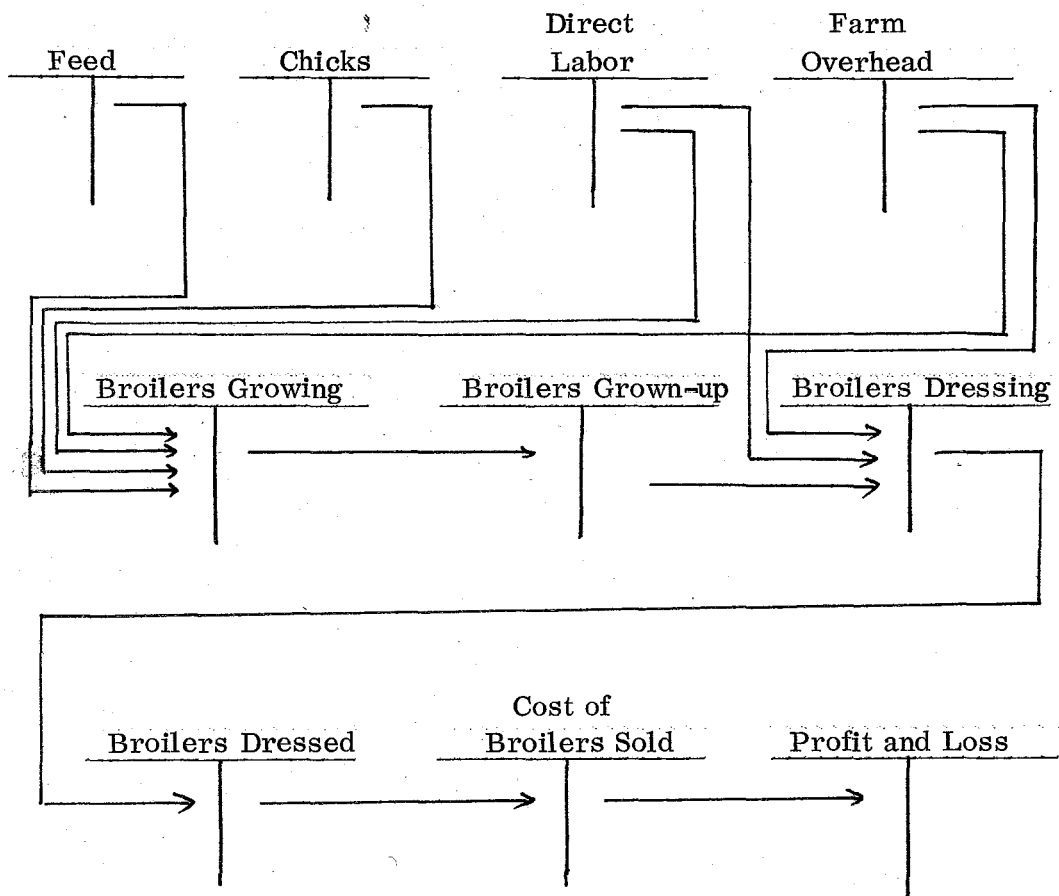 Feed
Chicks
Direct
Labor
Farm
Overhead
Broilers Growing
Broilers Grown-up
Broilers Dressing
Broilers Dressed
Cost of
Broilers Sold
Profit and Loss